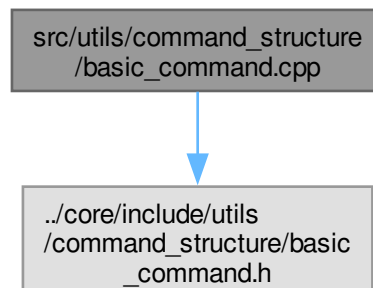 src/utils/command_structure
/basic_command.cpp
../core/include/utils
/command_structure/basic
_command.h